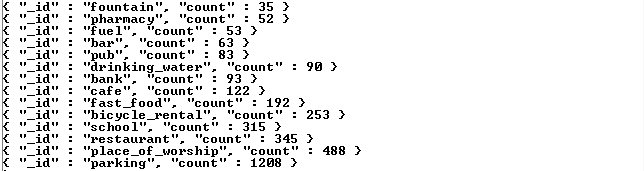 { "_id" : "fountain", "count" : 35 }
{ "_id" : "pharmacy", "count" : 52 }
{ "_id" : "fuel", "count" : 53 }
{ "_id" : "bar", "count" : 63 }
{ "_id" : "pub", "count" : 83 }
{ "_id" : "drinking_water", "count" : 90 }
{ "_id" : "bank", "count" : 93 }
{ "_id" : "cafe", "count" : 122 }
{ "_id" : "fast_food", "count" : 192 }
{ "_id" : "bicycle_rental", "count" : 253 }
{ "_id" : "school", "count" : 315 }
{ "_id" : "restaurant", "count" : 345 }
{ "_id" : "place_of_worship", "count" : 488 }
{ "_id" : "parking", "count" : 1208 }